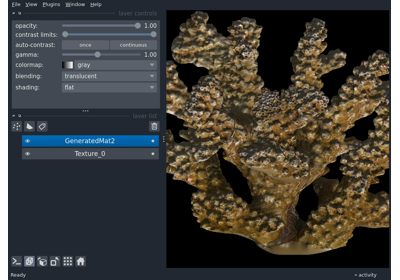 File View Plugins Window Help
layer controls
opacity: 1.00
contrast limits:
auto-contrast: once continuous
gamma: 1.00
colormap: gray
blending: translucent
shading: flat
layer list
GeneratedMat2
Texture_0
activity